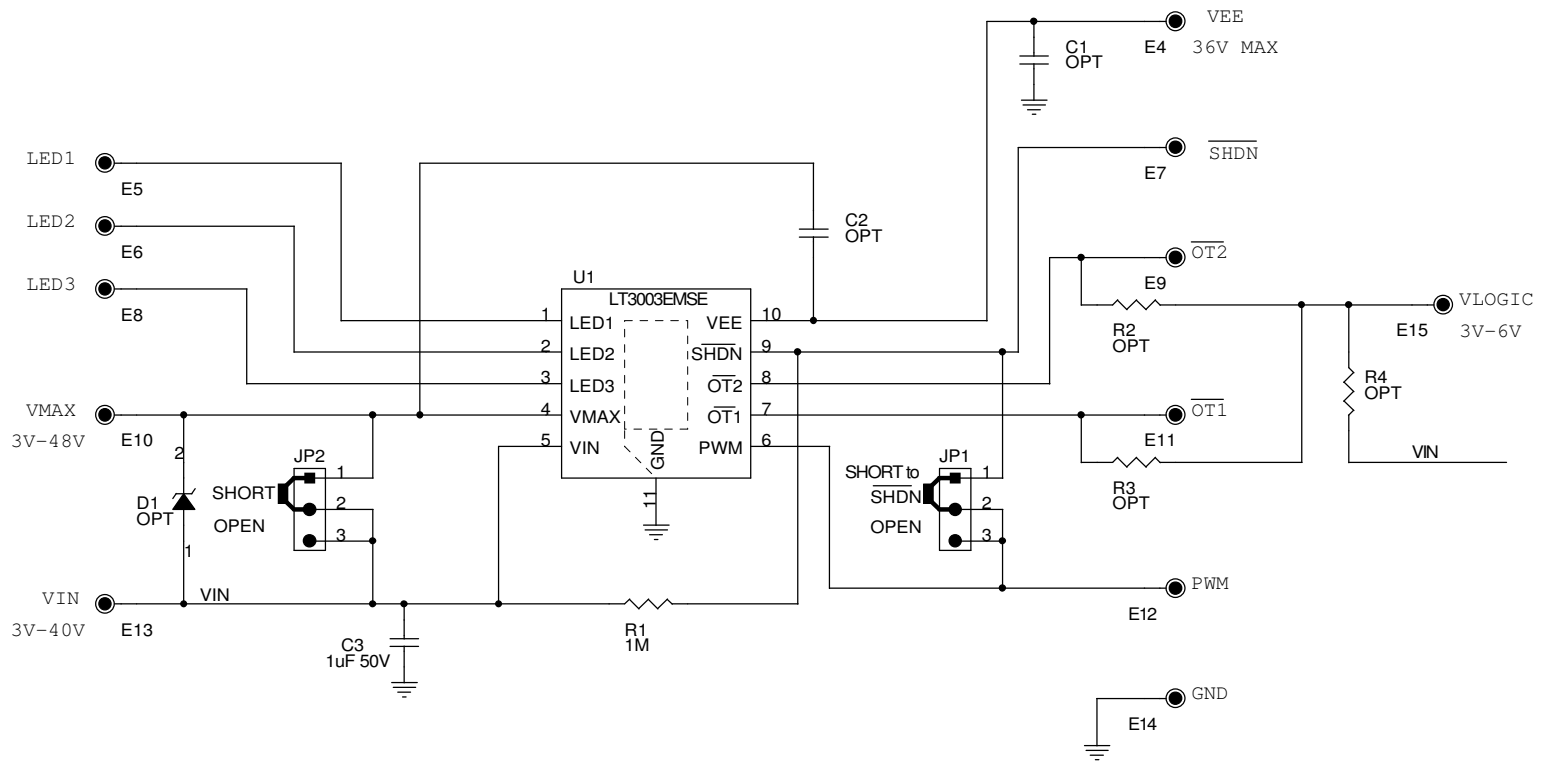 VEE
E4 36V MAX
C1
OPT
LED1
E5
SHDN
E7
LED2
E6
C2
OPT
OT2
E9
LED3
E8
U1
LT3003EMSE
1 LED1 VEE 10
2 LED2 SHDN 9
3 LED3 OT2 8
4 VMAX OT1 7
5 VIN PWM 6
GND
11
R2
OPT
VLOGIC
E15 3V-6V
R4
OPT
VIN
VMAX
3V-48V E10
OT1
E11
R3
OPT
2
D1
OPT
1
JP2
SHORT
OPEN
1
2
3
JP1
SHORT to
SHDN
OPEN
1
2
3
VIN
3V-40V E13
VIN
C3
1uF 50V
R1
1M
PWM
E12
GND
E14